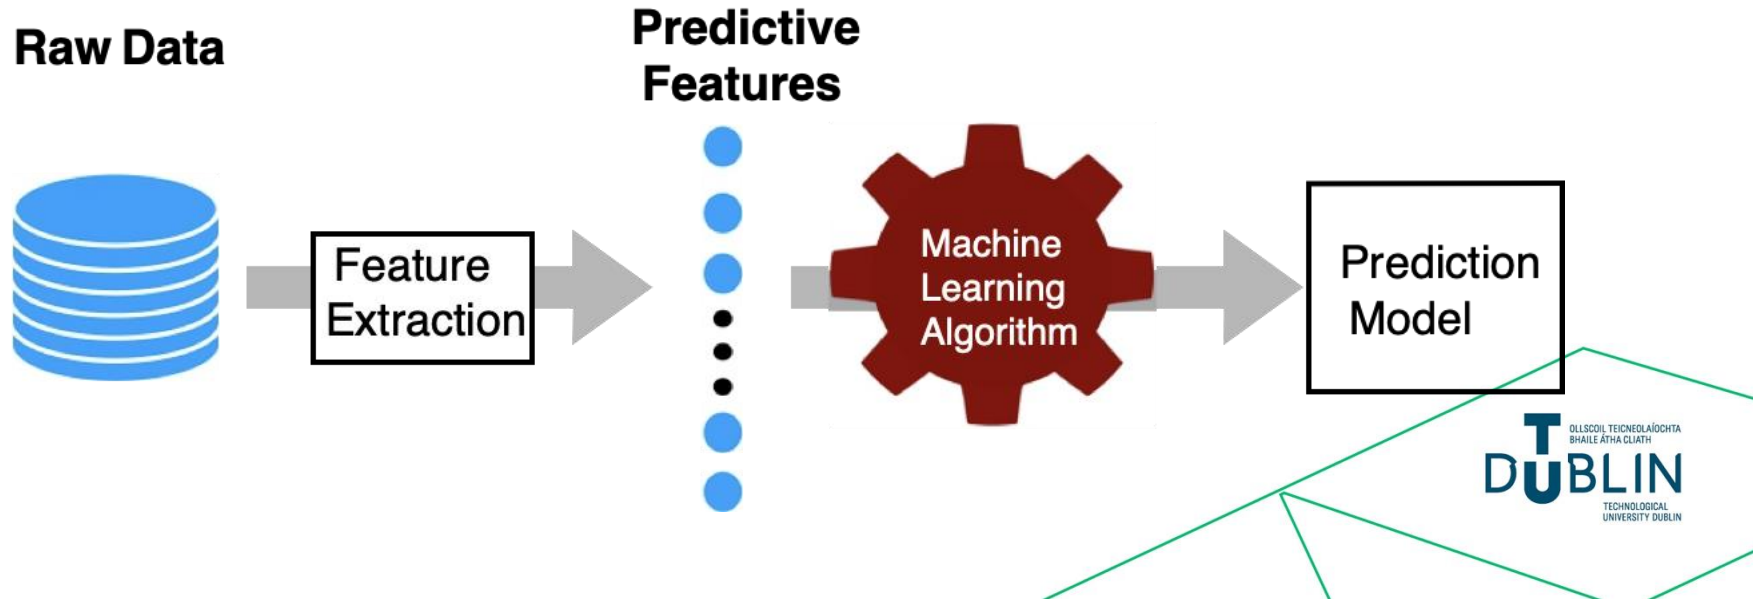 Raw Data
Predictive
Features
Feature
Extraction
Machine
Learning
Algorithm
Prediction
Model
OLLSCOIL TEICNEOLAÍOCHTA
BHAILE ÁTHA CLIATH
TU DUBLIN
TECHNOLOGICAL
UNIVERSITY DUBLIN